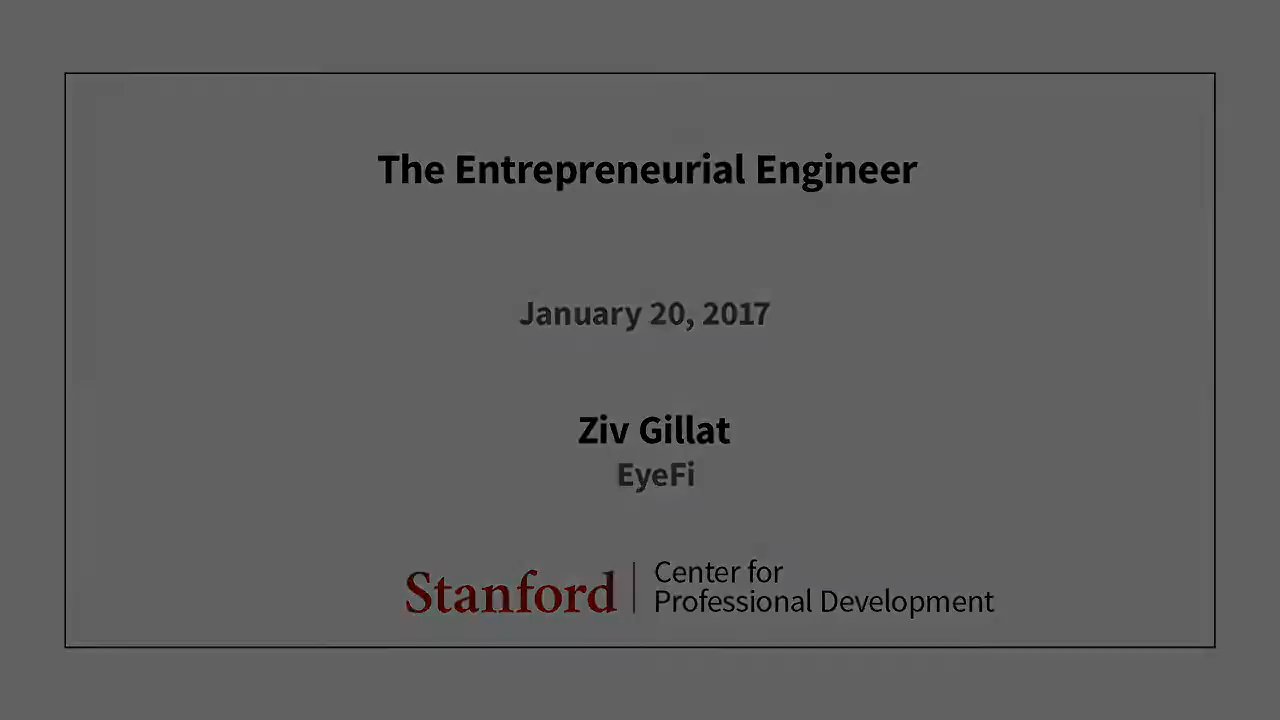 The Entrepreneurial Engineer
January 20, 2017
Ziv Gillat
EyeFi
Stanford
Center for
Professional Development